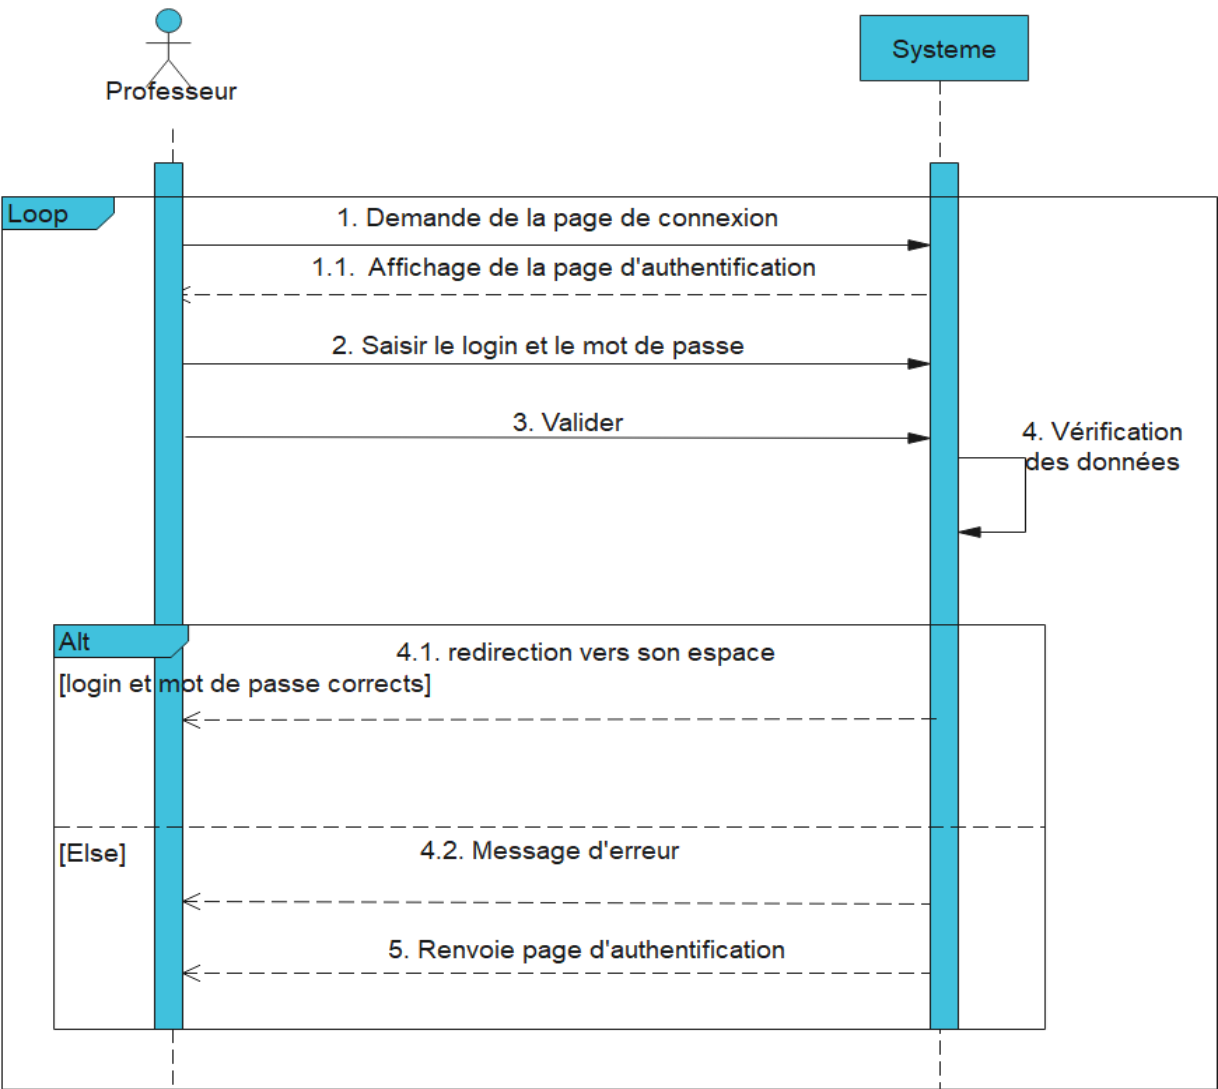 Professeur
Systeme
Loop
1. Demande de la page de connexion
1.1. Affichage de la page d'authentification
2. Saisir le login et le mot de passe
3. Valider
4. Vérification
des données
Alt
4.1. redirection vers son espace
[login et mot de passe corrects]
[Else]
4.2. Message d'erreur
5. Renvoie page d'authentification